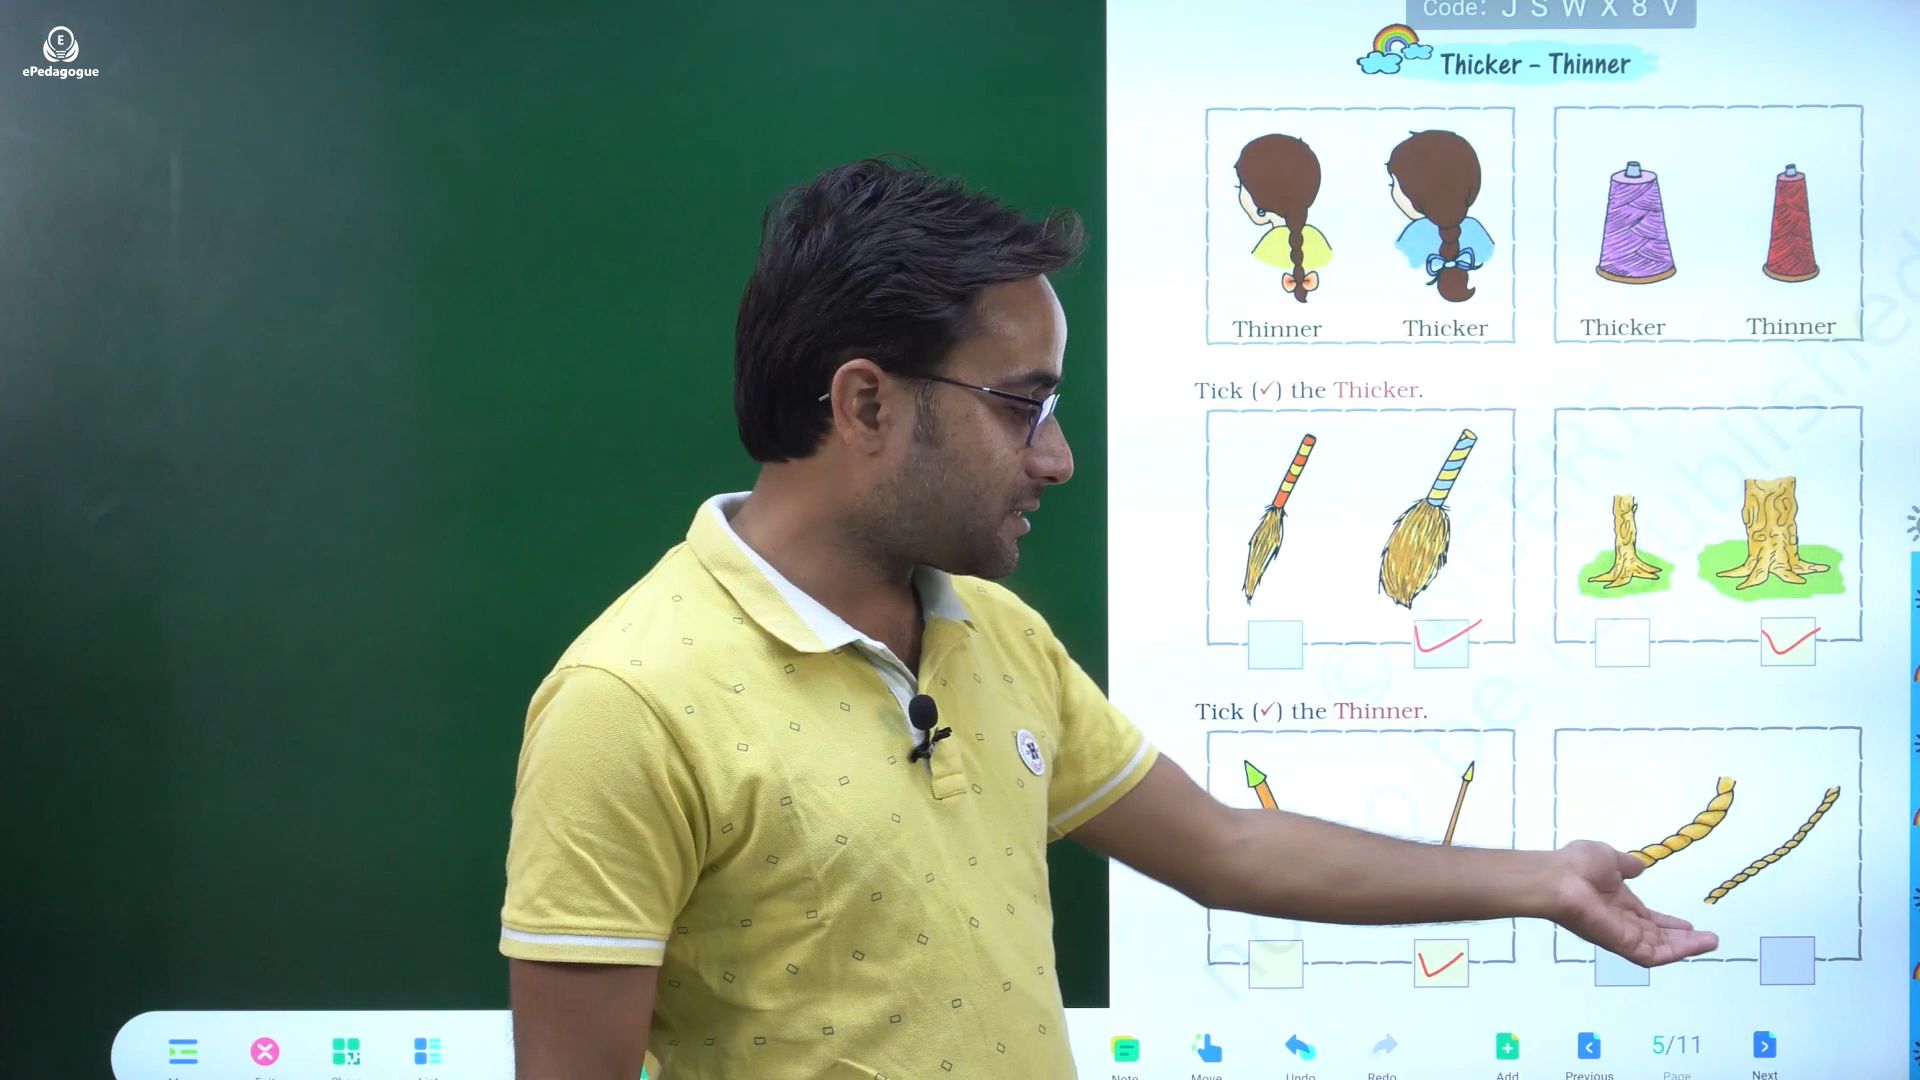 E
ePedagogue
Code: J S W X 8 V
Thicker - Thinner
Thinner Thicker
Thicker Thinner
Tick (✓) the Thicker.
Tick (✓) the Thinner.
Note
Move
Undo
Redo
Add
Previous
5/11
Page
Next